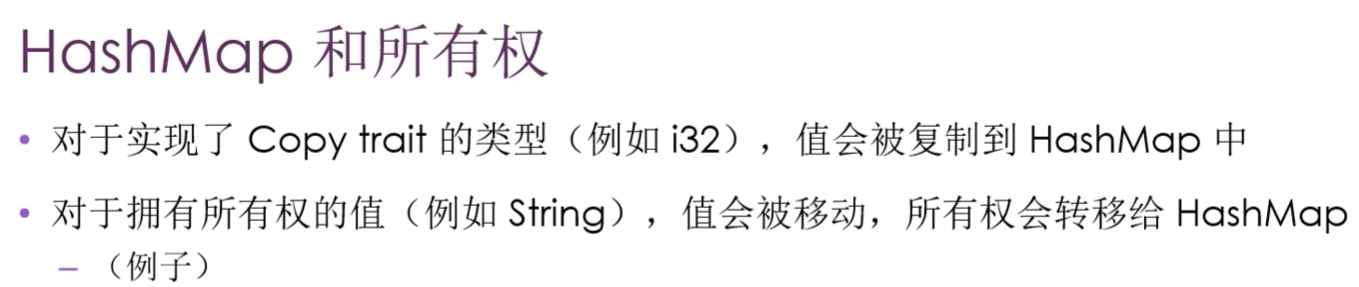 HashMap 和所有权
• 对于实现了 Copy trait 的类型（例如 i32），值会被复制到 HashMap 中
• 对于拥有所有权的值（例如 String），值会被移动，所有权会转移给 HashMap
– （例子）